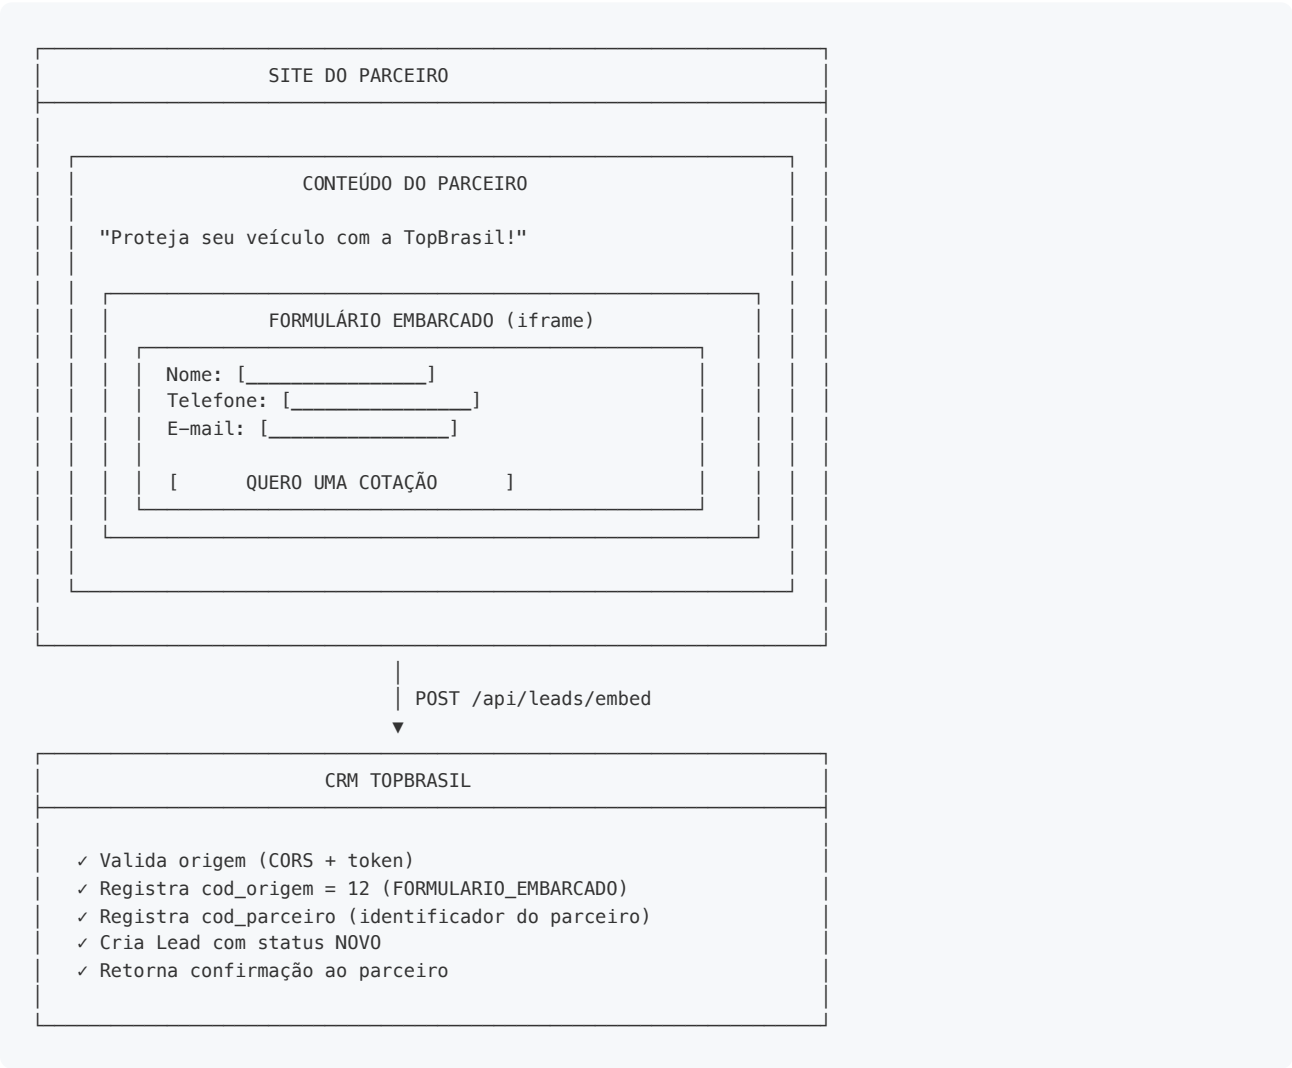 SITE DO PARCEIRO
CONTEÚDO DO PARCEIRO
"Proteja seu veículo com a TopBrasil!"
FORMULÁRIO EMBARCADO (iframe)
Nome: [________________]
Telefone: [________________]
E-mail: [________________]
[      QUERO UMA COTAÇÃO      ]
POST /api/leads/embed
▼
CRM TOPBRASIL
✓ Valida origem (CORS + token)
✓ Registra cod_origem = 12 (FORMULARIO_EMBARCADO)
✓ Registra cod_parceiro (identificador do parceiro)
✓ Cria Lead com status NOVO
✓ Retorna confirmação ao parceiro